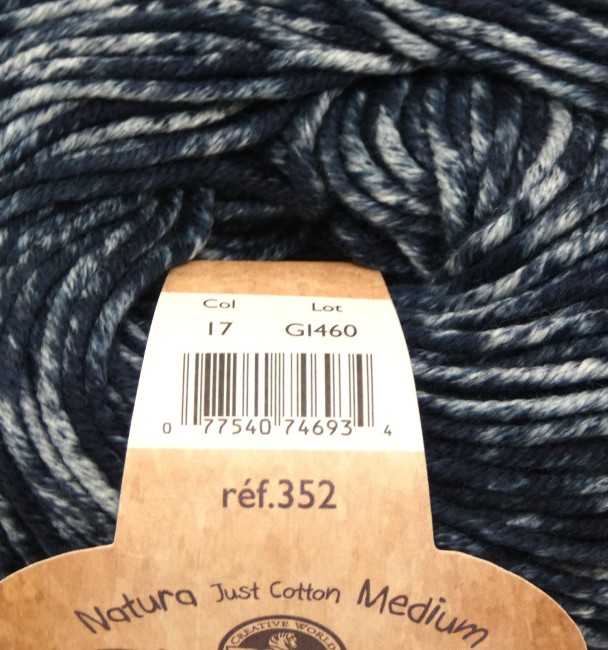 Col Lot
17 GI460
0 77540 74693 4
réf.352
Natura Just Cotton Medium
CREATIVE WORLD